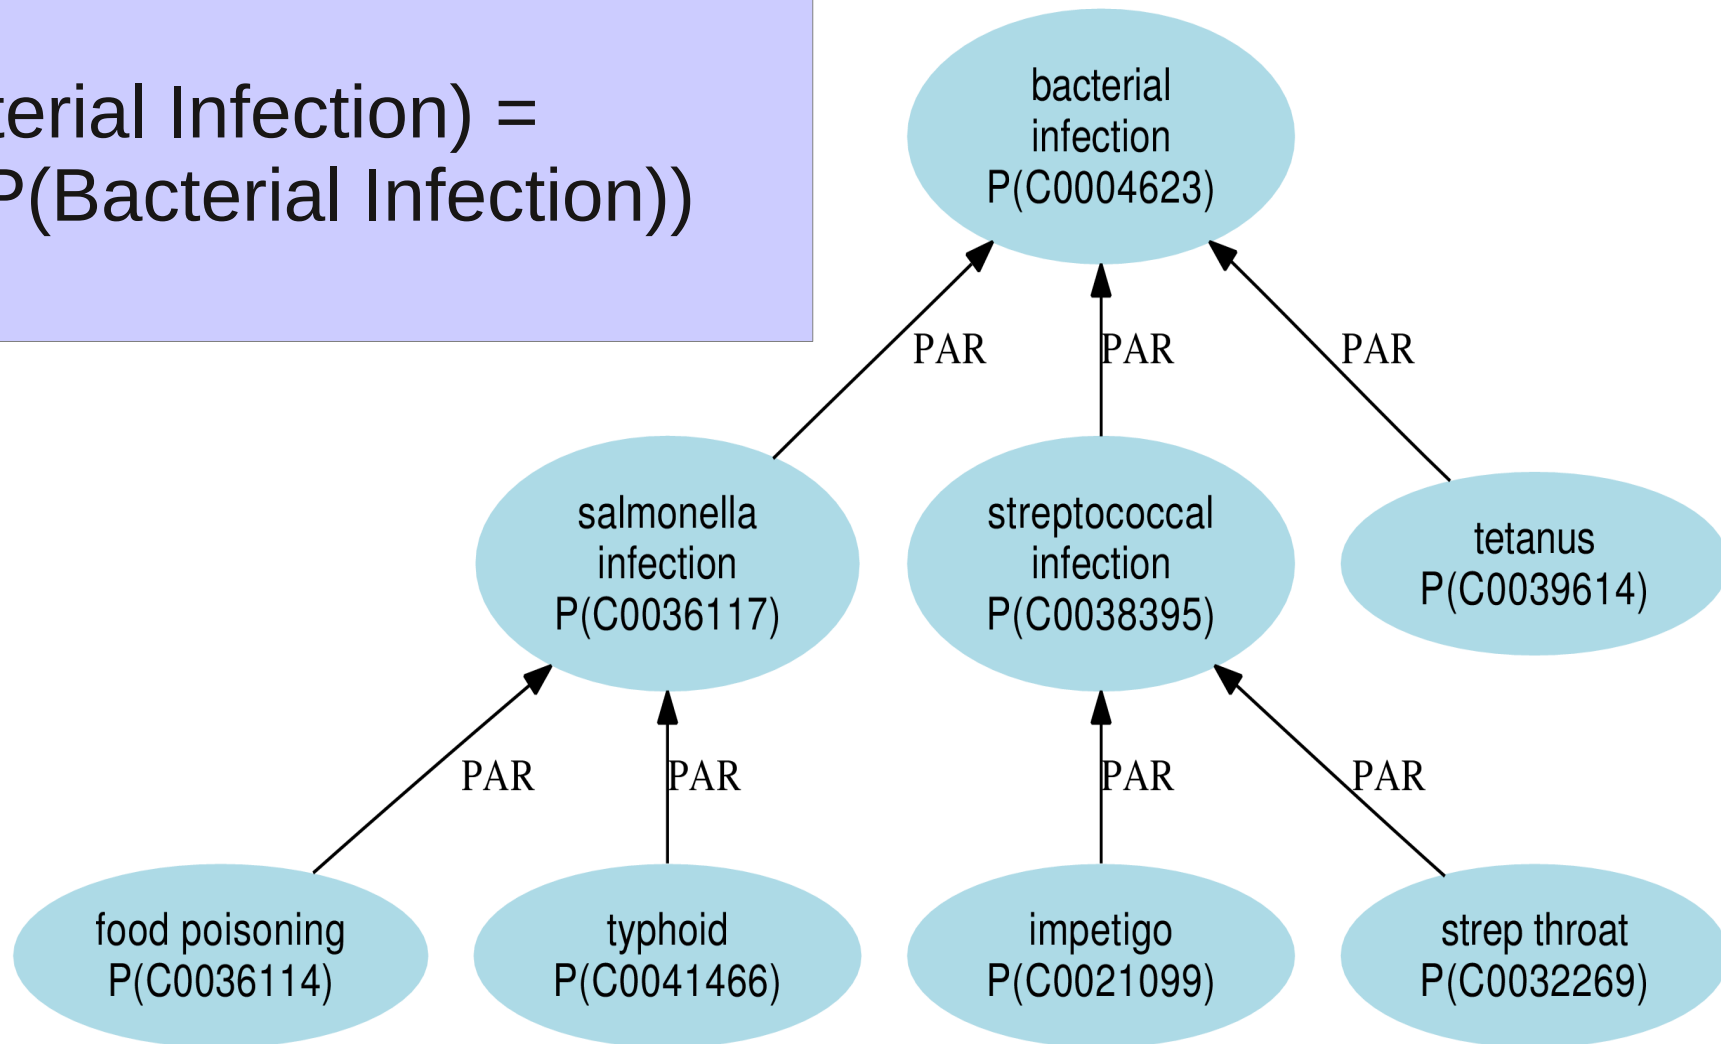 terial Infection) =
P(Bacterial Infection))
bacterial
infection
P(C0004623)
PAR
PAR
PAR
salmonella
infection
P(C0036117)
streptococcal
infection
P(C0038395)
tetanus
P(C0039614)
PAR
PAR
PAR
PAR
food poisoning
P(C0036114)
typhoid
P(C0041466)
impetigo
P(C0021099)
strep throat
P(C0032269)